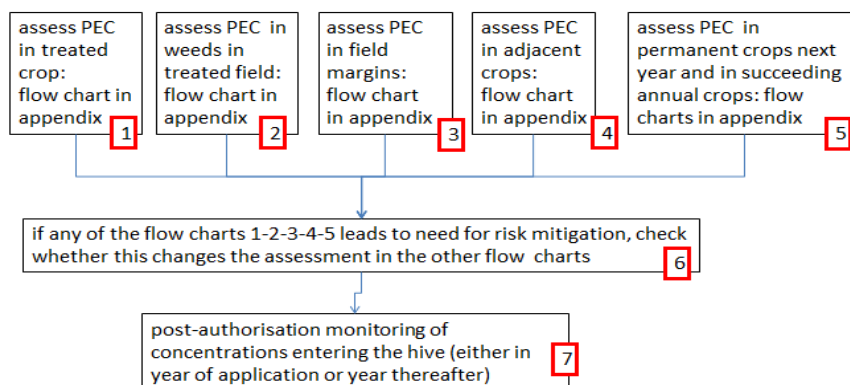 assess PEC
in treated
crop:
flow chart in
appendix
1
assess PEC in
weeds in
treated field:
flow chart in
appendix
2
assess PEC
in field
margins:
flow chart
in appendix
3
assess PEC
in adjacent
crops:
flow chart
in appendix
4
assess PEC in
permanent crops next
year and in succeeding
annual crops: flow
charts in appendix
5
if any of the flow charts 1-2-3-4-5 leads to need for risk mitigation, check
whether this changes the assessment in the other flow charts
6
post-authorisation monitoring of
concentrations entering the hive (either in
year of application or year thereafter)
7